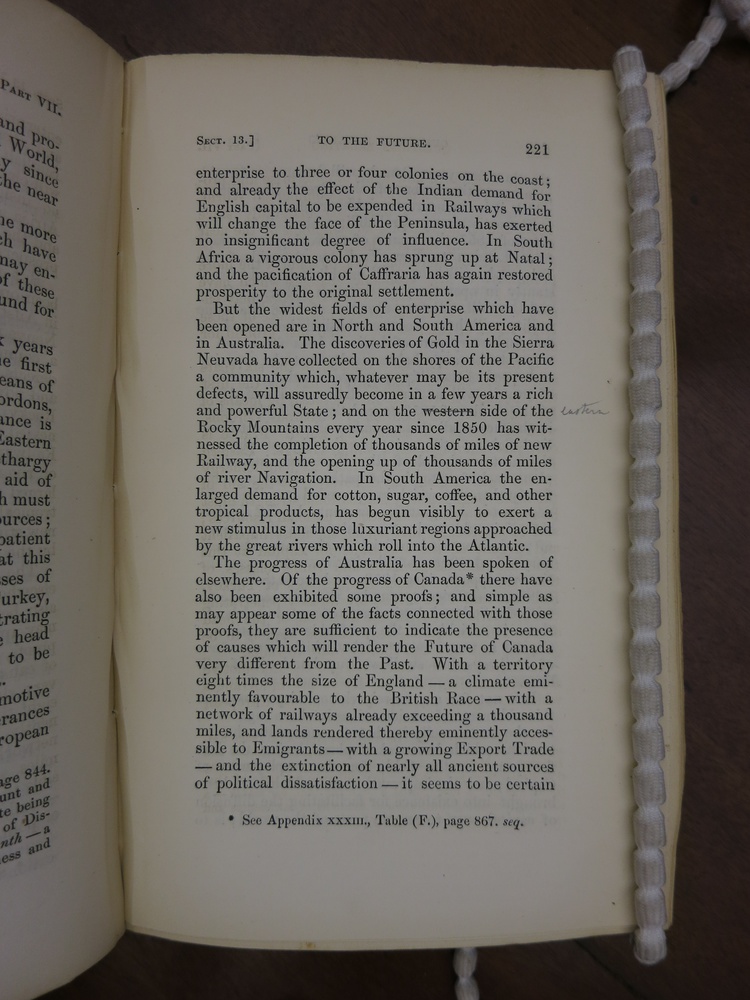 PART VII.
and pro-
World,
y since
the near
ne more
ch have
nay en-
of these
und for
years
e first
eans of
ordons,
ance is
Eastern
thargy
aid of
h must
ources;
patient
at this
ses of
urkey,
trating
e head
to be
motive
rances
ropean
age 844.
unt and
te being
of Dis-
nth — a
ess and
SECT. 13.] TO THE FUTURE. 221
enterprise to three or four colonies on the coast;
and already the effect of the Indian demand for
English capital to be expended in Railways which
will change the face of the Peninsula, has exerted
no insignificant degree of influence. In South
Africa a vigorous colony has sprung up at Natal;
and the pacification of Caffraria has again restored
prosperity to the original settlement.
But the widest fields of enterprise which have
been opened are in North and South America and
in Australia. The discoveries of Gold in the Sierra
Neuvada have collected on the shores of the Pacific
a community which, whatever may be its present
defects, will assuredly become in a few years a rich
and powerful State; and on the western side of the eastern
Rocky Mountains every year since 1850 has wit-
nessed the completion of thousands of miles of new
Railway, and the opening up of thousands of miles
of river Navigation. In South America the en-
larged demand for cotton, sugar, coffee, and other
tropical products, has begun visibly to exert a
new stimulus in those luxuriant regions approached
by the great rivers which roll into the Atlantic.
The progress of Australia has been spoken of
elsewhere. Of the progress of Canada* there have
also been exhibited some proofs; and simple as
may appear some of the facts connected with those
proofs, they are sufficient to indicate the presence
of causes which will render the Future of Canada
very different from the Past. With a territory
eight times the size of England — a climate emi-
nently favourable to the British Race — with a
network of railways already exceeding a thousand
miles, and lands rendered thereby eminently acces-
sible to Emigrants — with a growing Export Trade
— and the extinction of nearly all ancient sources
of political dissatisfaction — it seems to be certain
* See Appendix XXXIII., Table (F.), page 867. seq.